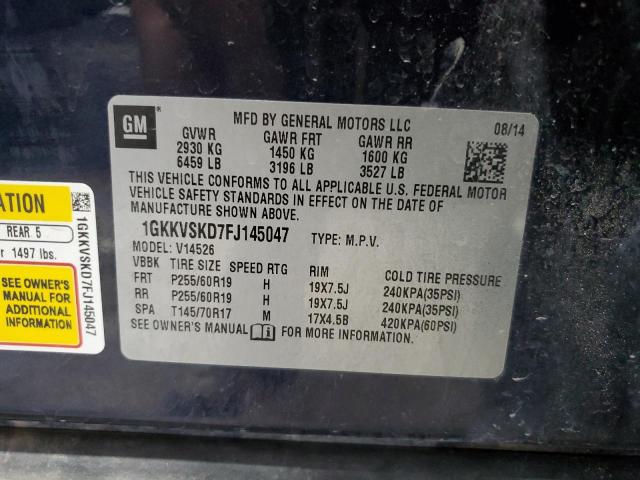 GM
MFD BY GENERAL MOTORS LLC
08/14
GVWR GAWR FRT GAWR RR
2930 KG 1450 KG 1600 KG
6459 LB 3196 LB 3527 LB
THIS VEHICLE CONFORMS TO ALL APPLICABLE U.S. FEDERAL MOTOR
VEHICLE SAFETY STANDARDS IN EFFECT ON THE DATE OF
MANUFACTURE SHOWN ABOVE.
1GKKVSKD7FJ145047 TYPE: M.P.V.
MODEL: V14526
VBBK TIRE SIZE SPEED RTG RIM COLD TIRE PRESSURE
FRT P255/60R19 H 19X7.5J 240KPA(35PSI)
RR P255/60R19 H 19X7.5J 240KPA(35PSI)
SPA T145/70R17 M 17X4.5B 420KPA(60PSI)
SEE OWNER'S MANUAL FOR MORE INFORMATION.
ATION
REAR 5
r 1497 lbs.
SEE OWNER'S
MANUAL FOR
ADDITIONAL
INFORMATION
1GKKVSKD7FJ145047